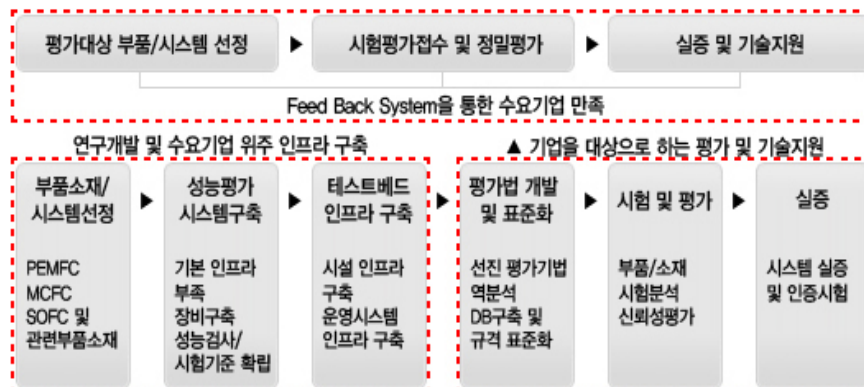 평가대상 부품/시스템 선정 ▶ 시험평가접수 및 정밀평가 ▶ 실증 및 기술지원
Feed Back System을 통한 수요기업 만족
연구개발 및 수요기업 위주 인프라 구축
▲ 기업을 대상으로 하는 평가 및 기술지원
부품소재/
시스템선정
PEMFC
MCFC
SOFC 및
관련부품소재
▶
성능평가
시스템구축
기본 인프라
부족
장비구축
성능검사/
시험기준 확립
▶
테스트베드
인프라 구축
시설 인프라
구축
운영시스템
인프라 구축
▶
평가법 개발
및 표준화
선진 평가기법
역분석
DB구축 및
규격 표준화
▶
시험 및 평가
부품/소재
시험분석
신뢰성평가
▶
실증
시스템 실증
및 인증시험